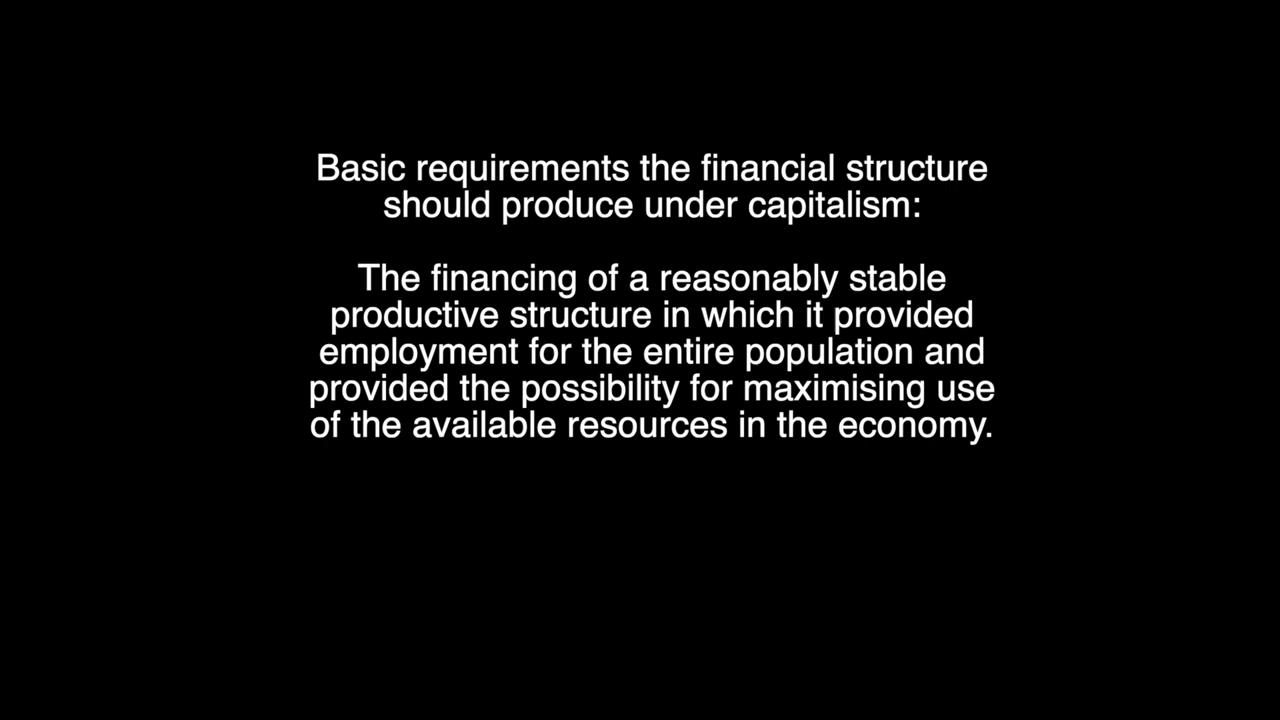 Basic requirements the financial structure
should produce under capitalism:
The financing of a reasonably stable
productive structure in which it provided
employment for the entire population and
provided the possibility for maximising use
of the available resources in the economy.